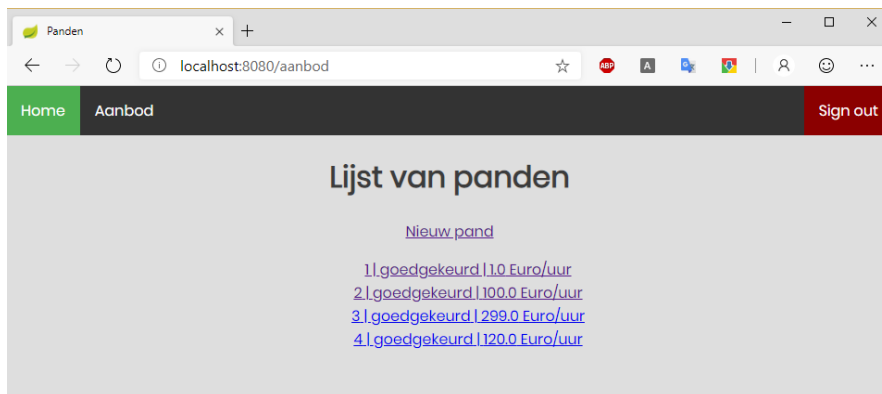 Panden
localhost:8080/aanbod
ABP
A
Home Aanbod Sign out
Lijst van panden
Nieuw pand
1 | goedgekeurd | 1.0 Euro/uur
2 | goedgekeurd | 100.0 Euro/uur
3 | goedgekeurd | 299.0 Euro/uur
4 | goedgekeurd | 120.0 Euro/uur